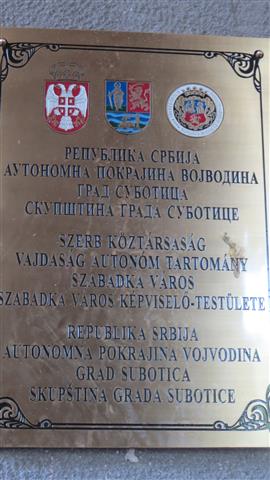 РЕПУБЛИКА СРБИЈА
АУТОНОМНА ПОКРАЈИНА ВОЈВОДИНА
ГРАД СУБОТИЦА
СКУПШТИНА ГРАДА СУБОТИЦЕ
SZERB KÖZTÁRSASÁG
VAJDASÁG AUTONÓM TARTOMÁNY
SZABADKA VÁROS
SZABADKA VÁROS KÉPVISELŐ-TESTÜLETE
REPUBLIKA SRBIJA
AUTONOMNA POKRAJINA VOJVODINA
GRAD SUBOTICA
SKUPŠTINA GRADA SUBOTICE